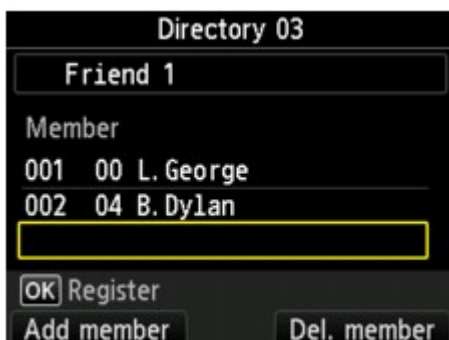 Directory 03
Friend 1
Member
001 00 L.George
002 04 B.Dylan
OK Register
Add member Del. member